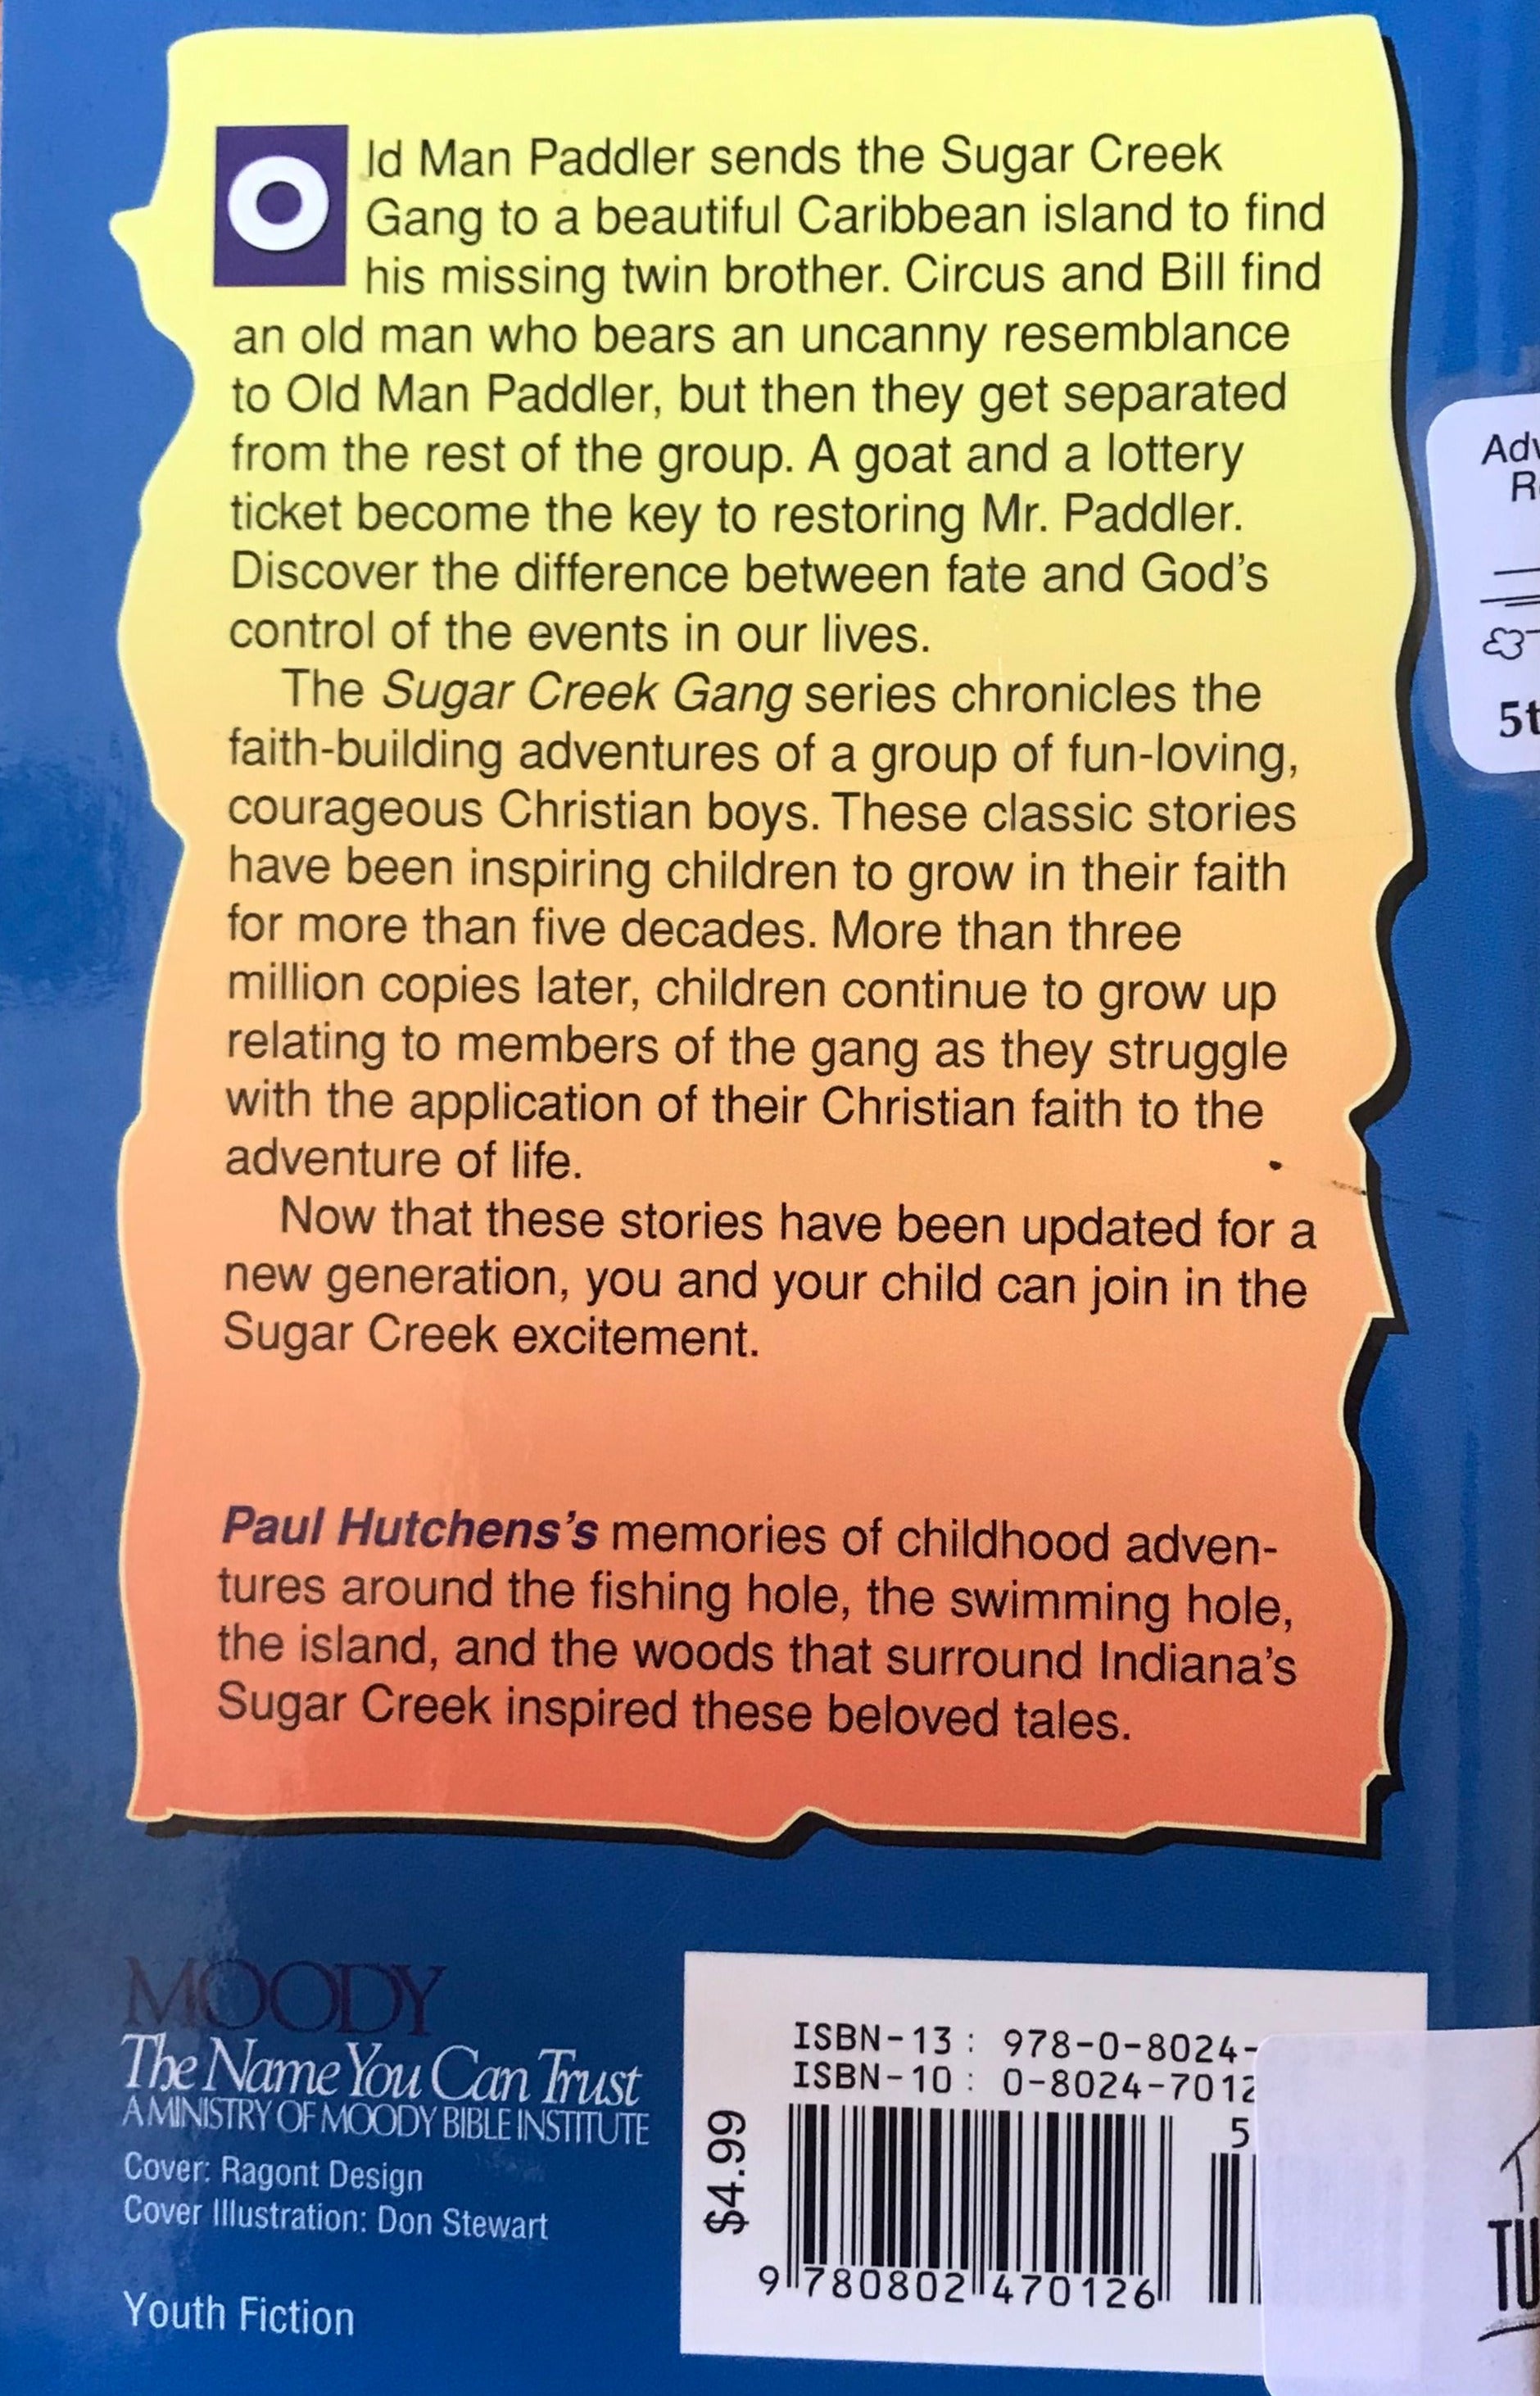 Old Man Paddler sends the Sugar Creek
Gang to a beautiful Caribbean island to find
his missing twin brother. Circus and Bill find
an old man who bears an uncanny resemblance
to Old Man Paddler, but then they get separated
from the rest of the group. A goat and a lottery
ticket become the key to restoring Mr. Paddler.
Discover the difference between fate and God's
control of the events in our lives.
The Sugar Creek Gang series chronicles the
faith-building adventures of a group of fun-loving,
courageous Christian boys. These classic stories
have been inspiring children to grow in their faith
for more than five decades. More than three
million copies later, children continue to grow up
relating to members of the gang as they struggle
with the application of their Christian faith to the
adventure of life.
Now that these stories have been updated for a
new generation, you and your child can join in the
Sugar Creek excitement.
Paul Hutchens's memories of childhood adven-
tures around the fishing hole, the swimming hole,
the island, and the woods that surround Indiana's
Sugar Creek inspired these beloved tales.
MOODY
The Name You Can Trust
A MINISTRY OF MOODY BIBLE INSTITUTE
Cover: Ragont Design
Cover Illustration: Don Stewart
Youth Fiction
ISBN-13: 978-0-8024-
ISBN-10: 0-8024-7012
5
$4.99
9 780802 470126
5t
TU